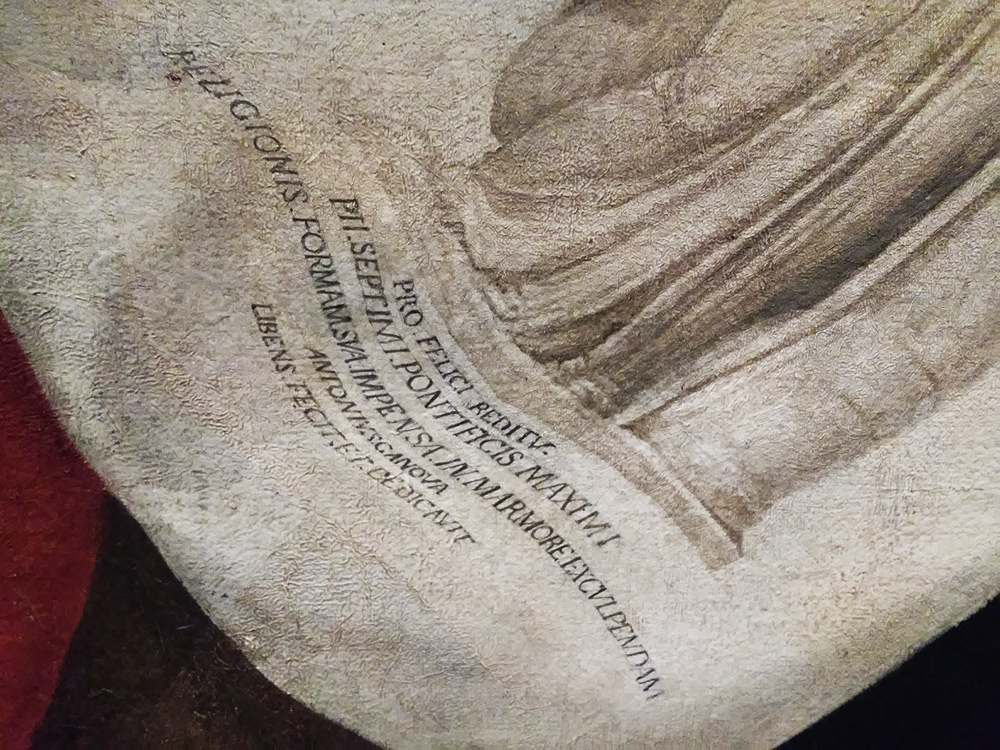 PRO FELICI REDITV.
PII.SEPTIMI.PONTIFICIS MAXIMI
RELIGIONIS.FORMAM.SVA.IMPENSA.IN.MARMORE.EXCVLPENDAM
ANTONIVS.CANOVA
LIBENS.FECIT.ET.DEDICAVIT